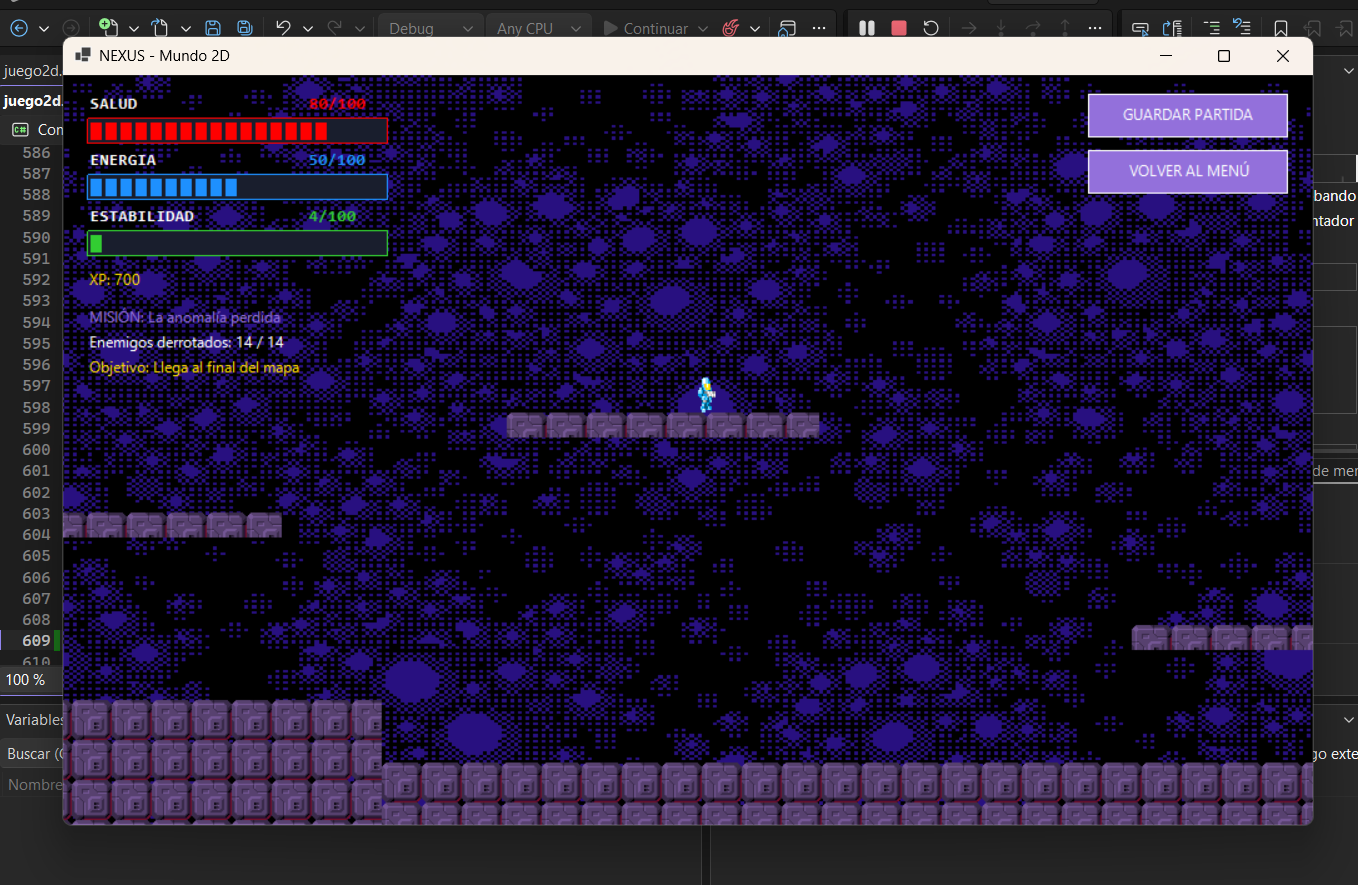 Debug
Any CPU
Continuar
juego2d.
NEXUS - Mundo 2D
juego2d.
Con
SALUD 80/100
ENERGIA 50/100
ESTABILIDAD 4/100
XP: 700
MISIÓN: La anomalía perdida
Enemigos derrotados: 14 / 14
Objetivo: Llega al final del mapa
GUARDAR PARTIDA
VOLVER AL MENÚ
bando
ntador
de mer
586
587
588
589
590
591
592
593
594
595
596
597
598
599
600
601
602
603
604
605
606
607
608
609
610
100 %
Variables
Buscar (C
go exte
Nombre